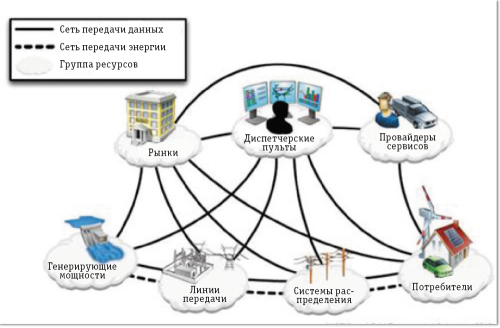 Сеть передачи данных
Сеть передачи энергии
Группа ресурсов
Рынки
Диспетчерские
пульты
Провайдеры
сервисов
Генерирующие
мощности
Линии
передачи
Системы рас-
пределения
Потребители